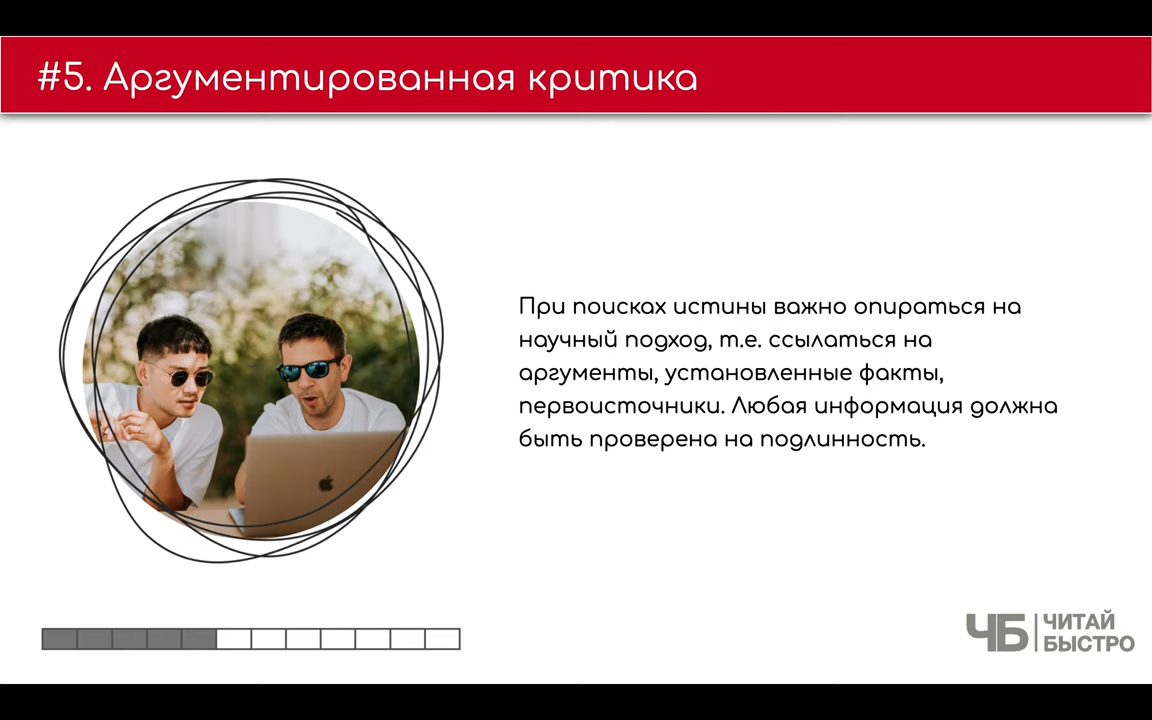 #5. Аргументированная критика
При поисках истины важно опираться на
научный подход, т.е. ссылаться на
аргументы, установленные факты,
первоисточники. Любая информация должна
быть проверена на подлинность.
ЧБ
ЧИТАЙ
БЫСТРО